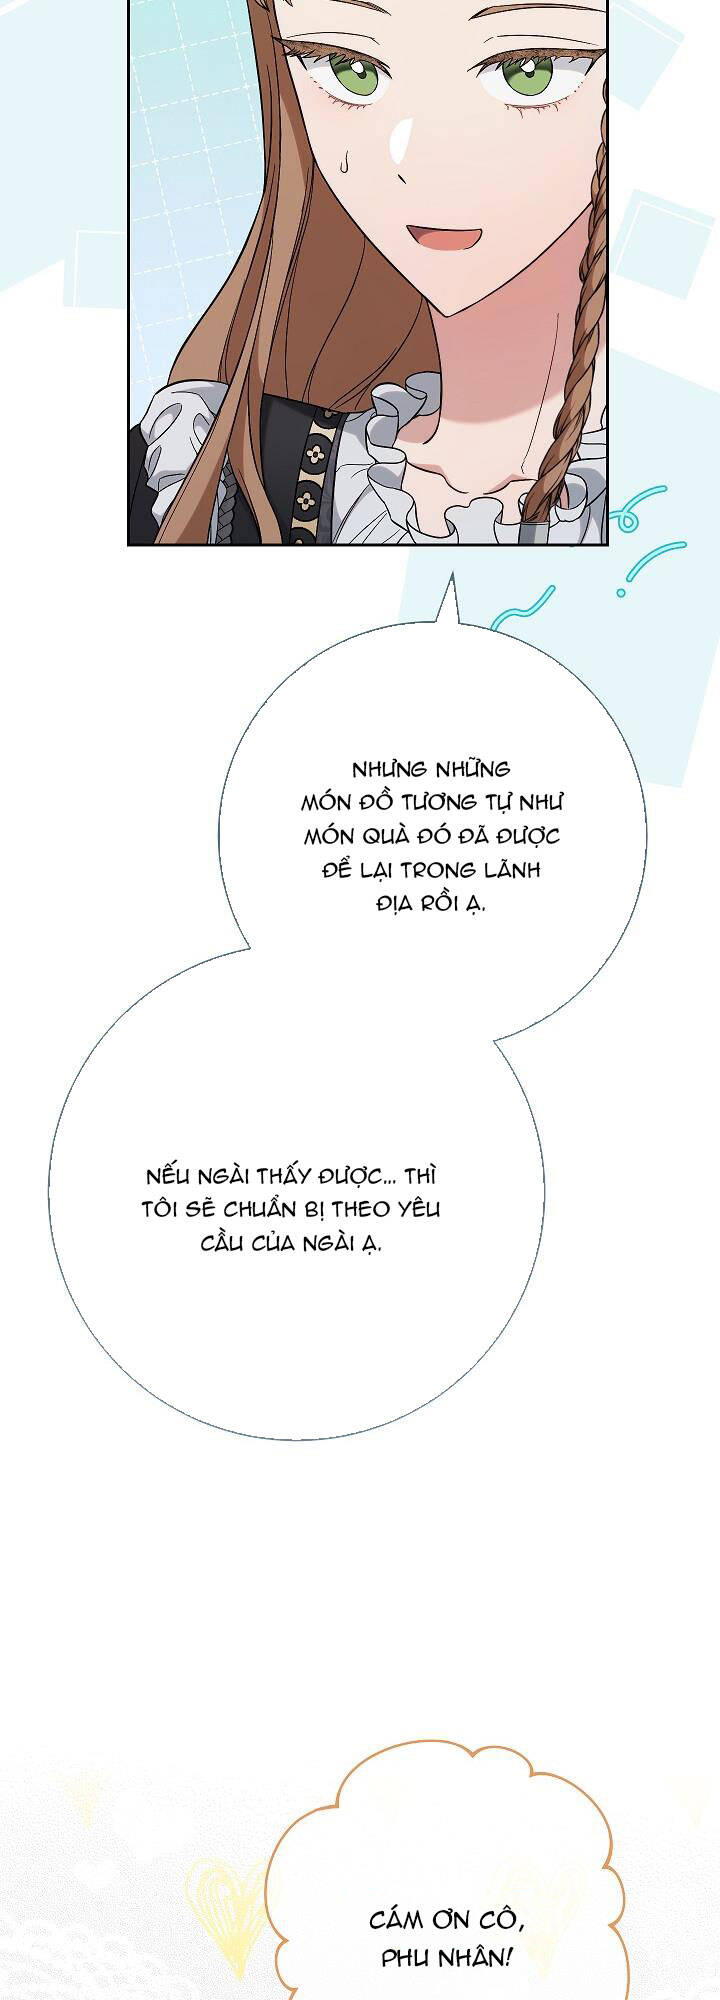 NHƯNG NHỮNG
MÓN ĐỒ TƯƠNG TỰ NHƯ
MÓN QUÀ ĐÓ ĐÃ ĐƯỢC
ĐỂ LẠI TRONG LÃNH
ĐỊA RỒI Ạ.
NẾU NGÀI THẤY ĐƯỢC... THÌ
TÔI SẼ CHUẨN BỊ THEO YÊU
CẦU CỦA NGÀI Ạ.
CÁM ƠN CÔ,
PHU NHÂN!